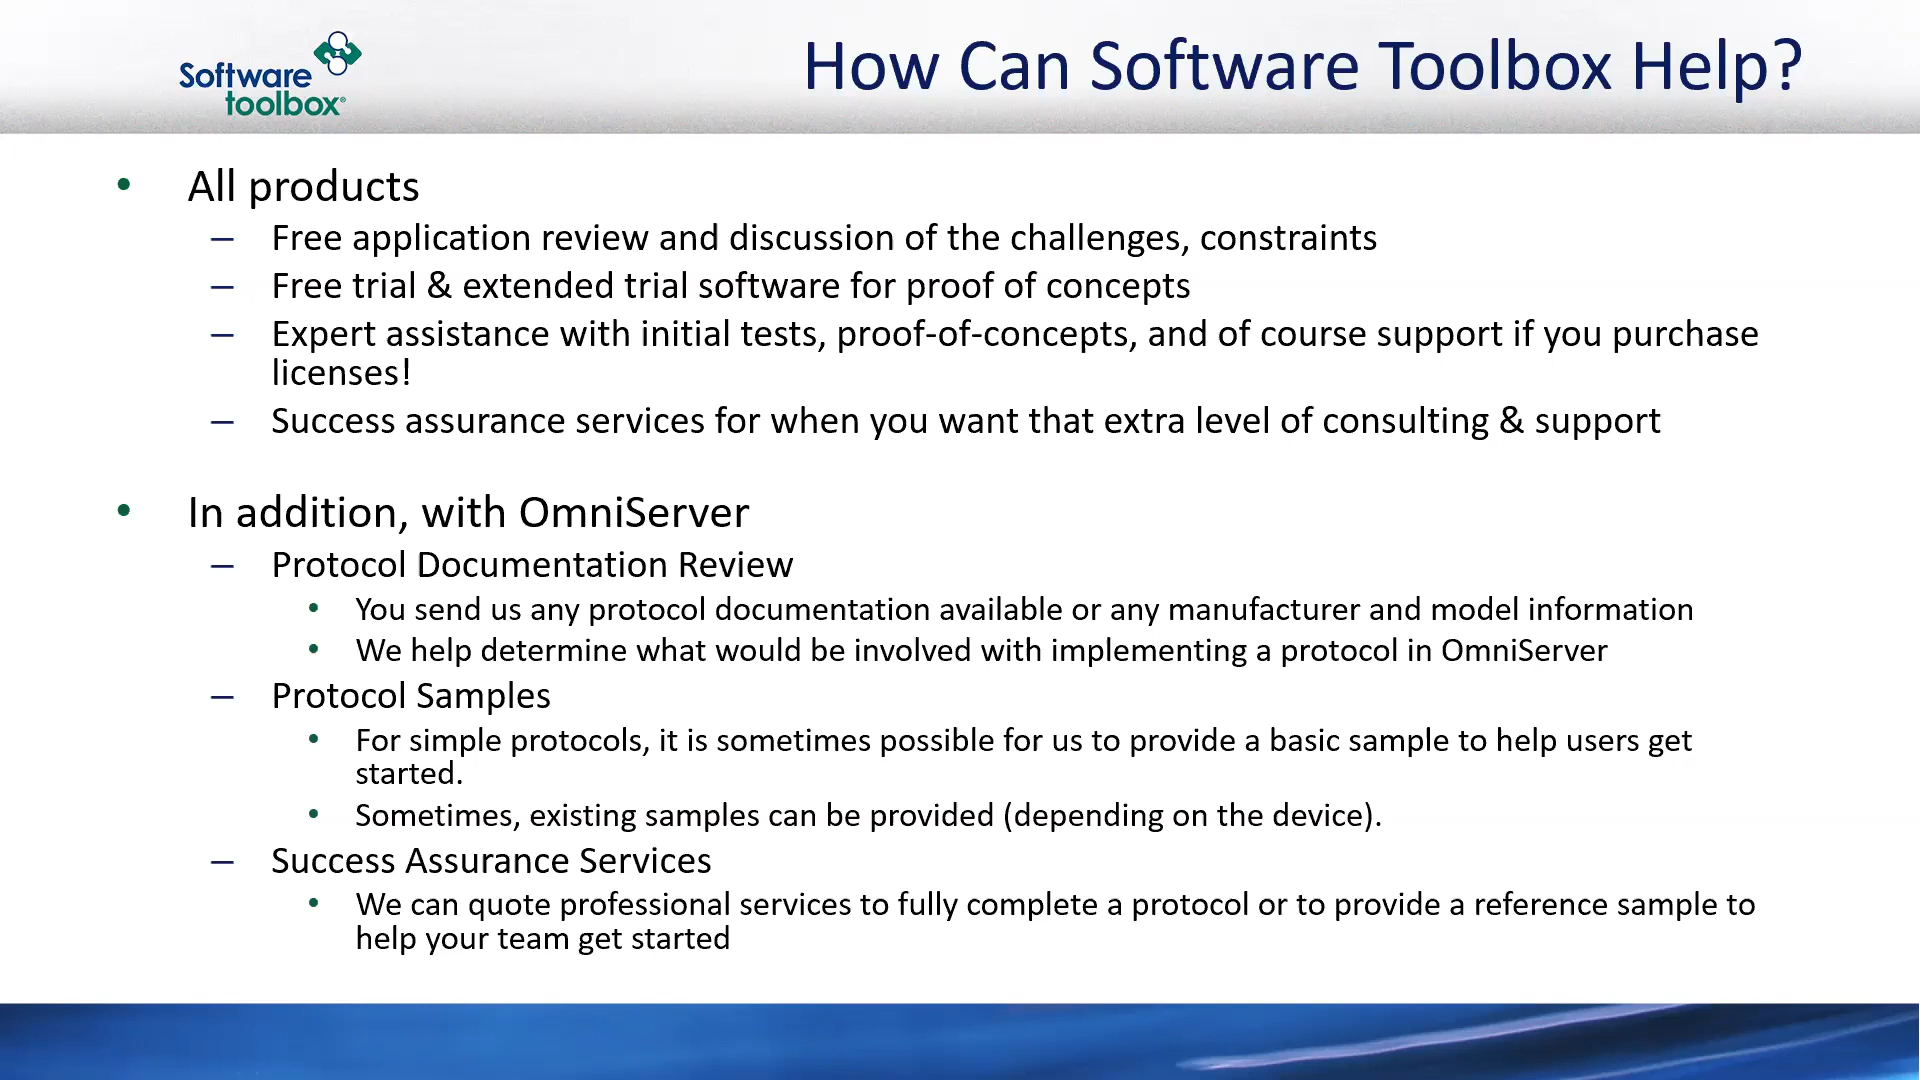 Software
toolbox®
How Can Software Toolbox Help?
• All products
– Free application review and discussion of the challenges, constraints
– Free trial & extended trial software for proof of concepts
– Expert assistance with initial tests, proof-of-concepts, and of course support if you purchase
licenses!
– Success assurance services for when you want that extra level of consulting & support
• In addition, with OmniServer
– Protocol Documentation Review
• You send us any protocol documentation available or any manufacturer and model information
• We help determine what would be involved with implementing a protocol in OmniServer
– Protocol Samples
• For simple protocols, it is sometimes possible for us to provide a basic sample to help users get
started.
• Sometimes, existing samples can be provided (depending on the device).
– Success Assurance Services
• We can quote professional services to fully complete a protocol or to provide a reference sample to
help your team get started